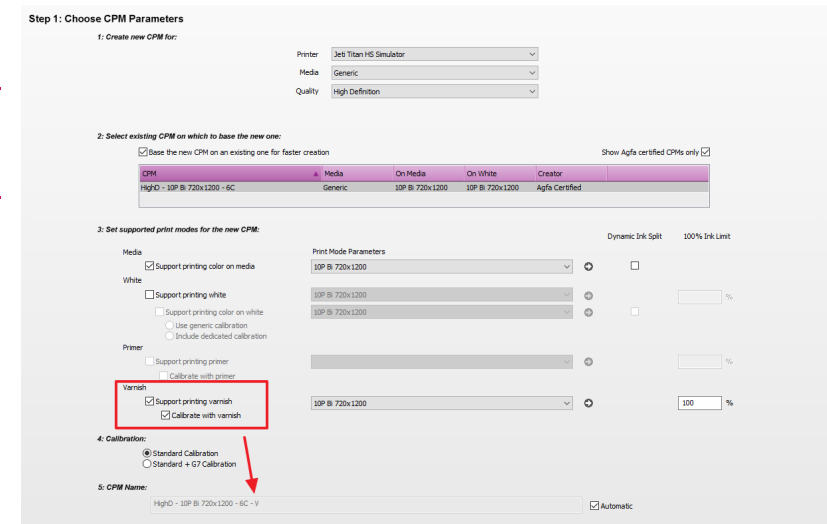 Step 1: Choose CPM Parameters
1: Create new CPM for:
Printer Jeti Titan HS Simulator
Media Generic
Quality High Definition
2: Select existing CPM on which to base the new one:
Base the new CPM on an existing one for faster creation Show Agfa certified CPMs only
CPM Media On Media On White Creator
HighD - 10P Bi 720x1200 - 6C Generic 10P Bi 720x1200 10P Bi 720x1200 Agfa Certified
3: Set supported print modes for the new CPM:
Dynamic Ink Split 100% Ink Limit
Media Print Mode Parameters
Support printing color on media 10P Bi 720x1200
White
Support printing white 10P Bi 720x1200 %
Support printing color on white 10P Bi 720x1200
Use generic calibration
Include dedicated calibration
Primer
Support printing primer %
Calibrate with primer
Varnish
Support printing varnish 10P Bi 720x1200 100 %
Calibrate with varnish
4: Calibration:
Standard Calibration
Standard + G7 Calibration
5: CPM Name:
HighD - 10P Bi 720x1200 - 6C - V Automatic